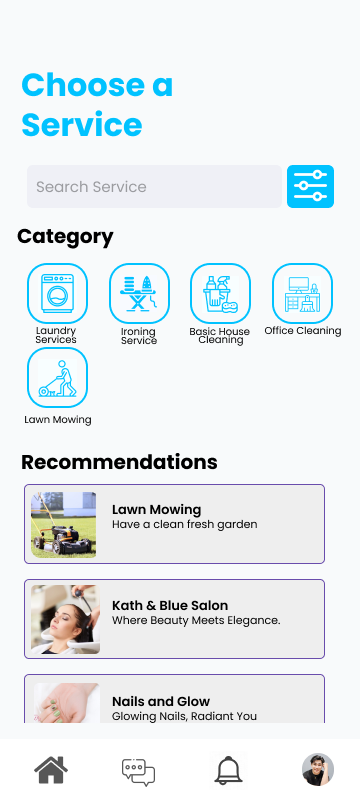 Choose a
Service
Search Service
Category
Laundry
Services
Ironing
Service
Basic House
Cleaning
Office Cleaning
Lawn Mowing
Recommendations
Lawn Mowing
Have a clean fresh garden
Kath & Blue Salon
Where Beauty Meets Elegance.
Nails and Glow
Glowing Nails, Radiant You